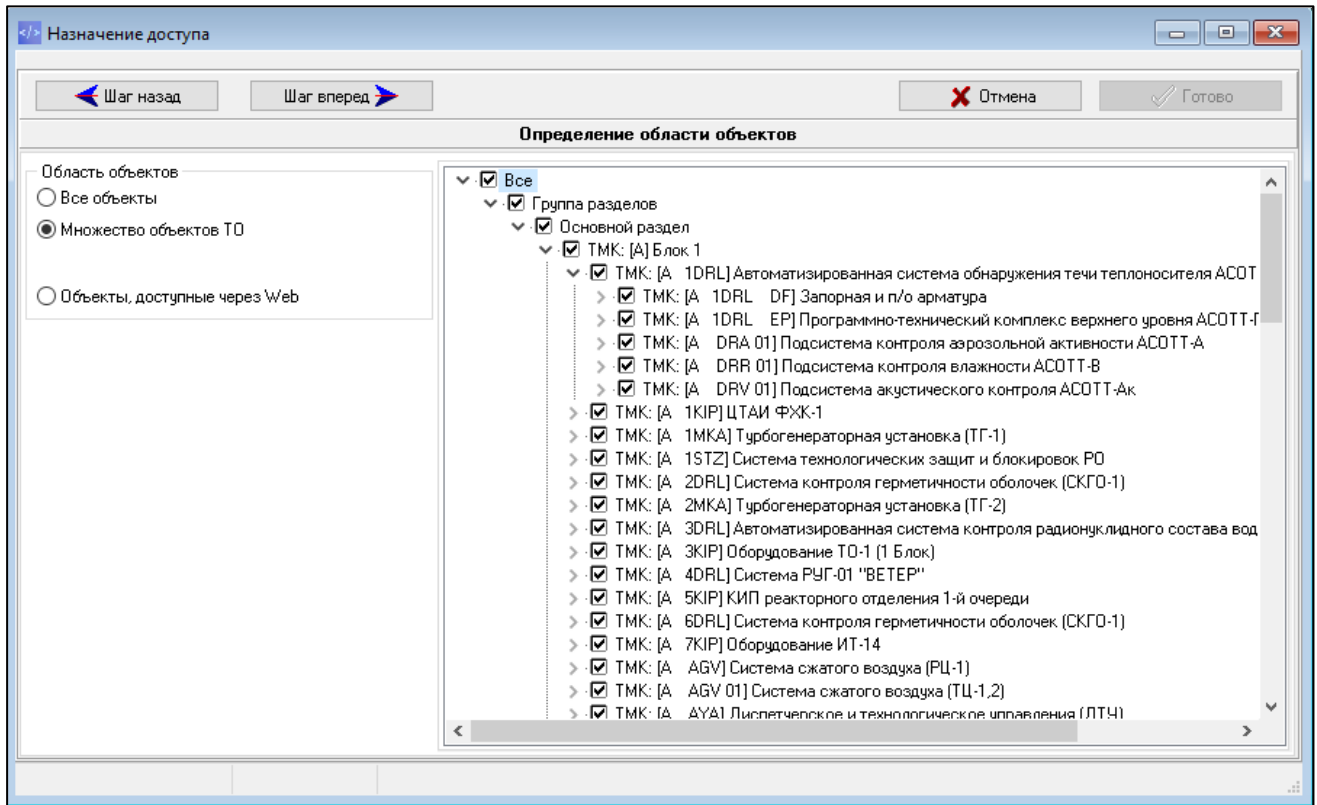 Назначение доступа
Шаг назад Шаг вперед Отмена Готово
Определение области объектов
Область объектов
Все объекты
Множество объектов ТО
Объекты, доступные через Web
Все
Группа разделов
Основной раздел
ТМК: [A] Блок 1
ТМК: [A 1DRL] Автоматизированная система обнаружения течи теплоносителя АСОТ
ТМК: [A 1DRL DF] Запорная и п/о арматура
ТМК: [A 1DRL EP] Программно-технический комплекс верхнего уровня АСОТТ-Г
ТМК: [A DRA 01] Подсистема контроля аэрозольной активности АСОТТ-А
ТМК: [A DRR 01] Подсистема контроля влажности АСОТТ-В
ТМК: [A DRV 01] Подсистема акустического контроля АСОТТ-Ак
ТМК: [A 1KIP] ЦТАИ ФХК-1
ТМК: [A 1MKA] Турбогенераторная установка (ТГ-1)
ТМК: [A 1STZ] Система технологических защит и блокировок РО
ТМК: [A 2DRL] Система контроля герметичности оболочек (СКГО-1)
ТМК: [A 2MKA] Турбогенераторная установка (ТГ-2)
ТМК: [A 3DRL] Автоматизированная система контроля радионуклидного состава вод
ТМК: [A 3KIP] Оборудование ТО-1 (1 Блок)
ТМК: [A 4DRL] Система РУГ-01 "ВЕТЕР"
ТМК: [A 5KIP] КИП реакторного отделения 1-й очереди
ТМК: [A 6DRL] Система контроля герметичности оболочек (СКГО-1)
ТМК: [A 7KIP] Оборудование ИТ-14
ТМК: [A AGV] Система сжатого воздуха (РЦ-1)
ТМК: [A AGV 01] Система сжатого воздуха (ТЦ-1,2)
ТМК: [A AYA] Диспетчерское и технологическое управления (ДТУ)